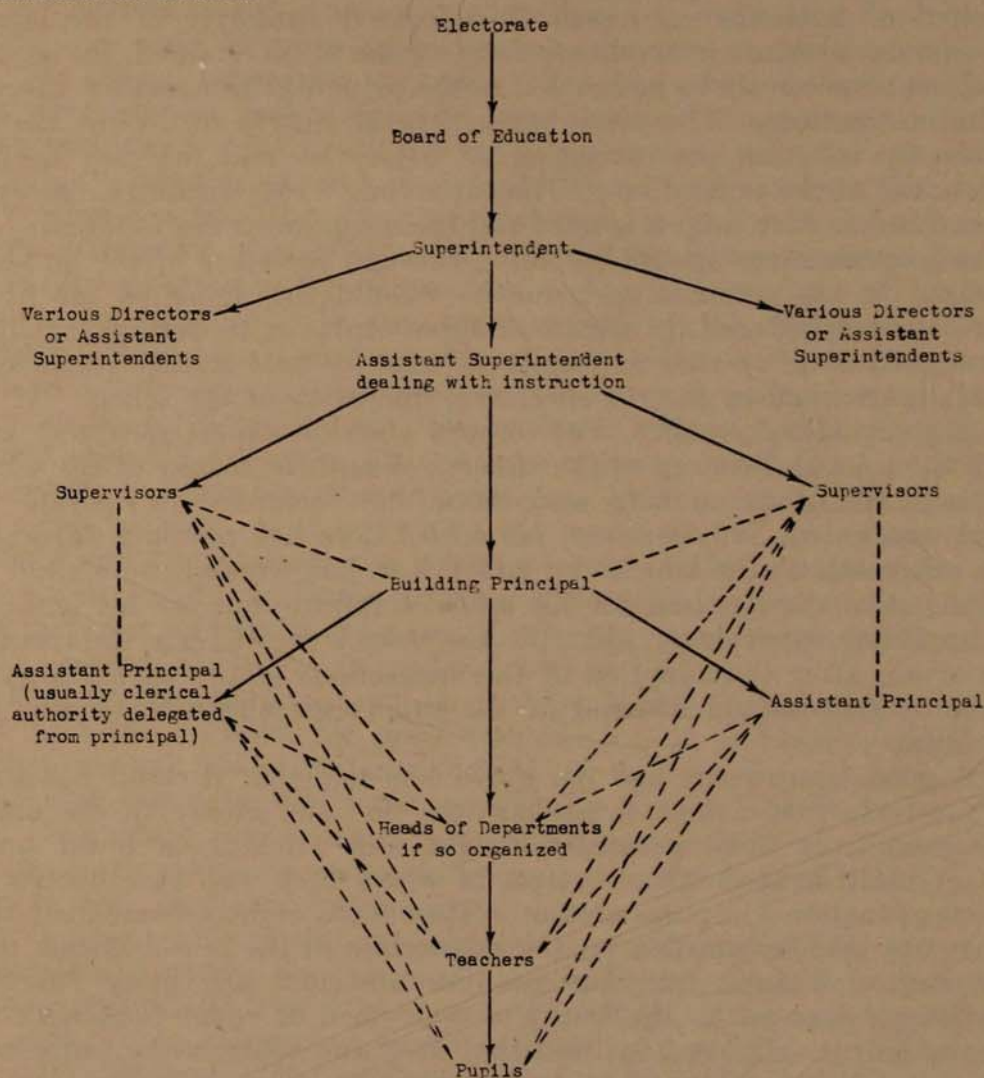 Electorate
Board of Education
Superintendent
Various Directors
or Assistant
Superintendents
Various Directors
or Assistant
Superintendents
Assistant Superintendent
dealing with instruction
Supervisors
Supervisors
Building Principal
Assistant Principal
(usually clerical
authority delegated
from principal)
Assistant Principal
Heads of Departments
if so organized
Teachers
Pupils